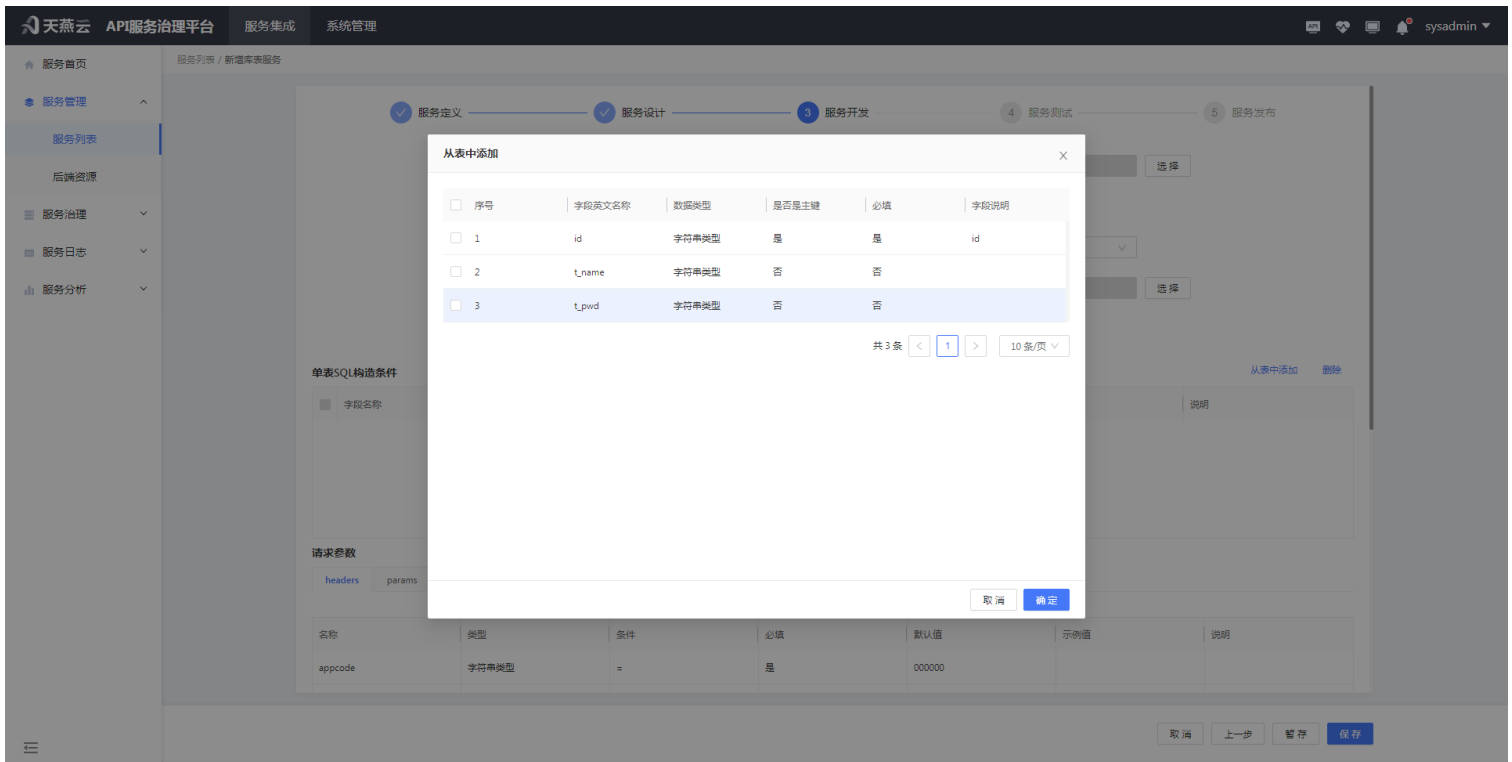 天燕云 API服务治理平台 服务集成 系统管理 API sysadmin
服务首页
服务管理
服务列表
后端资源
服务治理
服务日志
服务分析
服务列表 / 新增库表服务
服务定义 服务设计 3 服务开发 4 服务测试 5 服务发布
选择
选择
从表中添加
序号 字段英文名称 数据类型 是否是主键 必填 字段说明
1 id 字符串类型 是 是 id
2 t_name 字符串类型 否 否
3 t_pwd 字符串类型 否 否
共 3 条 < 1 > 10 条/页
取消 确定
单表SQL构造条件 从表中添加 删除
字段名称 说明
请求参数
headers params
名称 类型 条件 必填 默认值 示例值 说明
appcode 字符串类型 = 是 000000
取消 上一步 暂存 保存